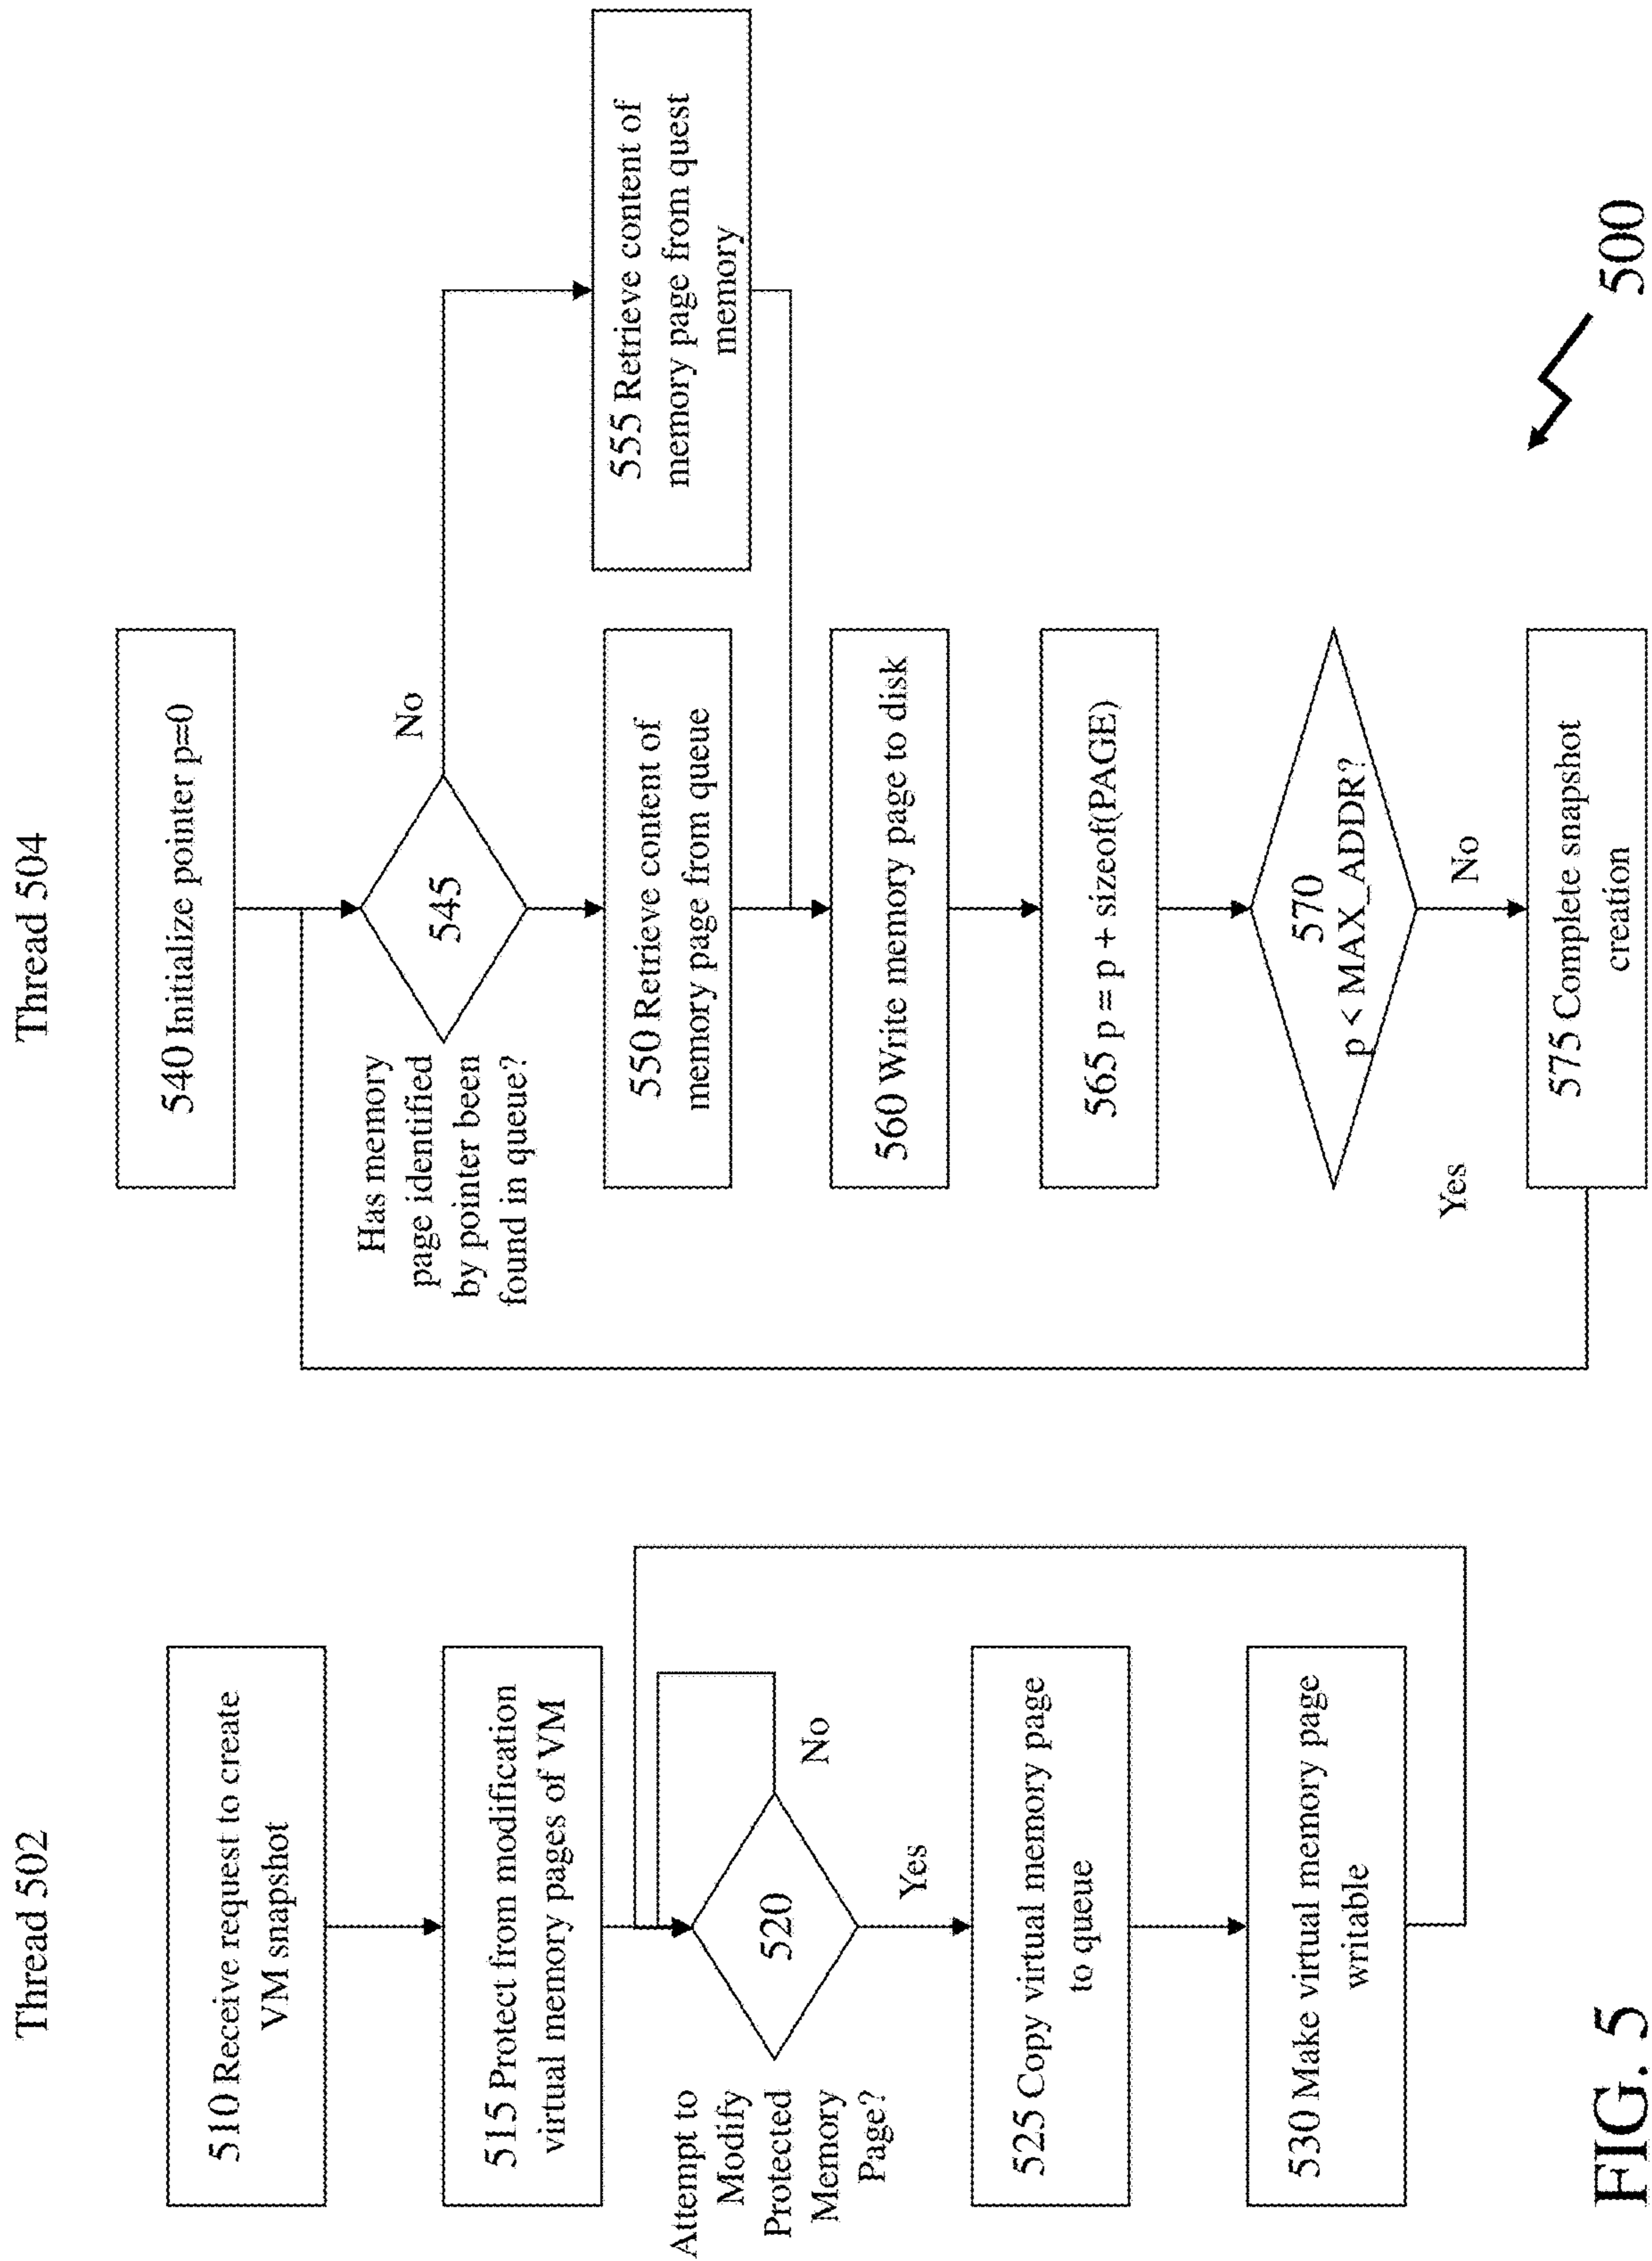 Thread 502
510 Receive request to create
VM snapshot
515 Protect from modification
virtual memory pages of VM
Attempt to
Modify
Protected
Memory
Page?
520
No
Yes
525 Copy virtual memory page
to queue
530 Make virtual memory page
writable
Thread 504
540 Initialize pointer p=0
Has memory
page identified
by pointer been
found in queue?
545
No
550 Retrieve content of
memory page from queue
555 Retrieve content of
memory page from quest
memory
560 Write memory page to disk
565 p = p + sizeof(PAGE)
570
p < MAX_ADDR?
Yes
No
575 Complete snapshot
creation
500
FIG. 5